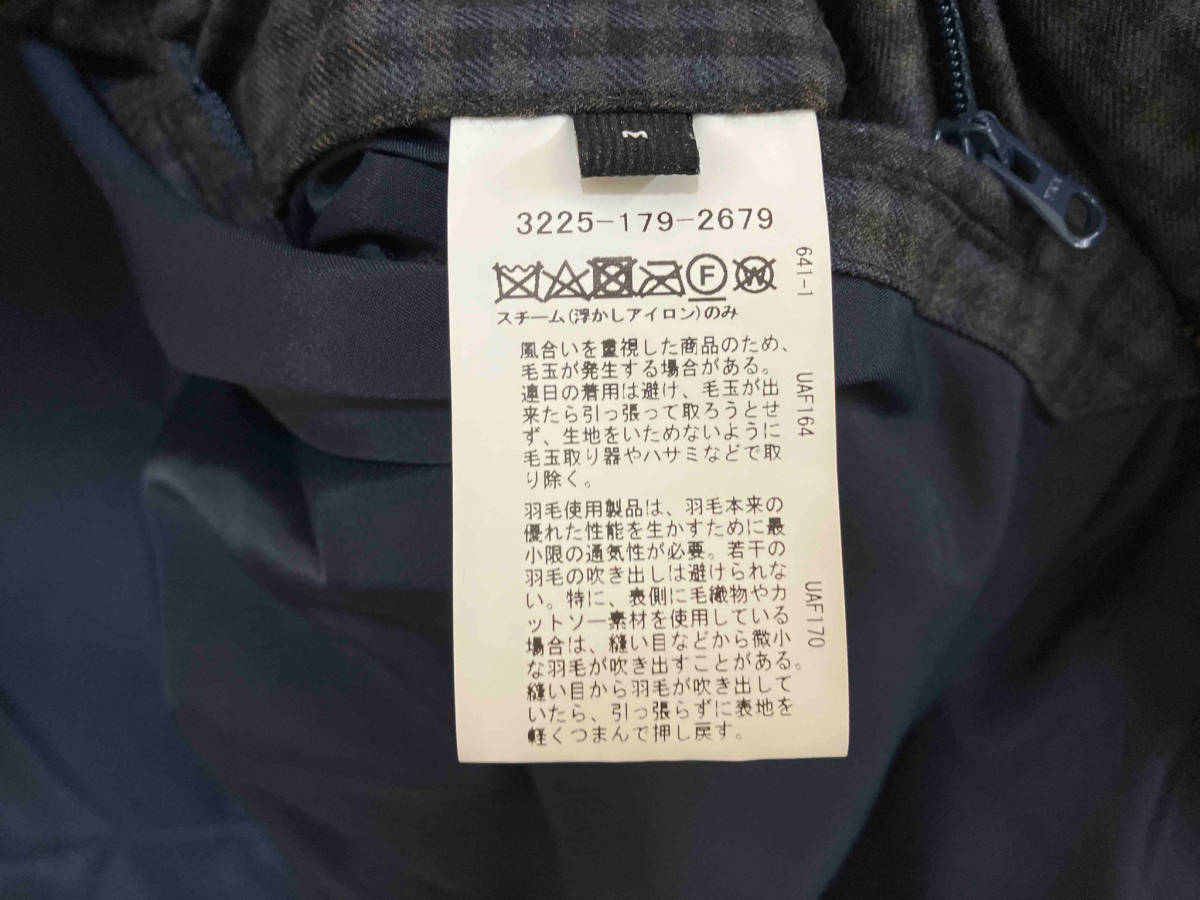 M
3225-179-2679
F W
スチーム(浮かしアイロン)のみ
風合いを重視した商品のため、
毛玉が発生する場合がある。
連日の着用は避け、毛玉が出
来たら引っ張って取ろうとせ
ず、生地をいためないように
毛玉取り器やハサミなどで取
り除く。
羽毛使用製品は、羽毛本来の
優れた性能を生かすために最
小限の通気性が必要。若干の
羽毛の吹き出しは避けられな
い。特に、表側に毛織物やカ
ットソー素材を使用している
場合は、縫い目などから微小
な羽毛が吹き出すことがある。
縫い目から羽毛が吹き出して
いたら、引っ張らずに表地を
軽くつまんで押し戻す。
641-1
UAF164
UAF170